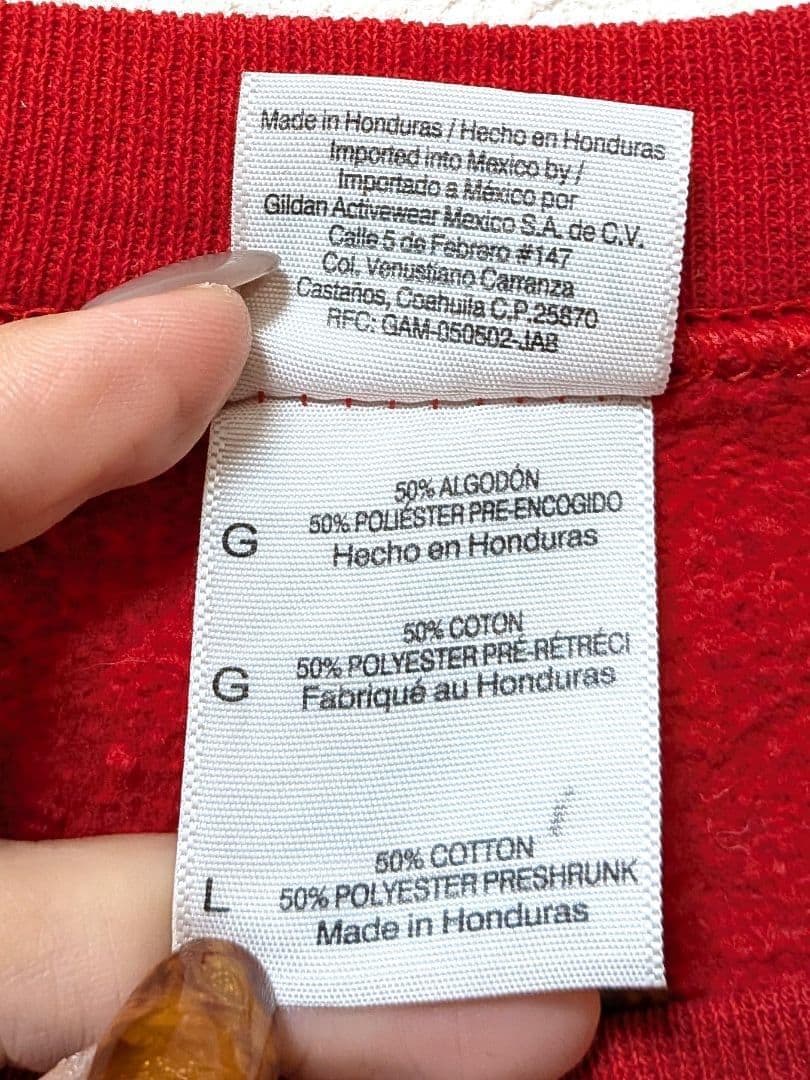 Made in Honduras / Hecho en Honduras
Imported into Mexico by /
Importado a México por
Gildan Activewear Mexico S.A. de C.V.
Calle 5 de Febrero #147
Col. Venustiano Carranza
Castaños, Coahuila C.P.25870
RFC: GAM-050502-JA8
50% ALGODÓN
G 50% POLIÉSTER PRE-ENCOGIDO
Hecho en Honduras
50% COTON
G 50% POLYESTER PRÉ-RÉTRÉCI
Fabriqué au Honduras
50% COTTON
L 50% POLYESTER PRESHRUNK
Made in Honduras